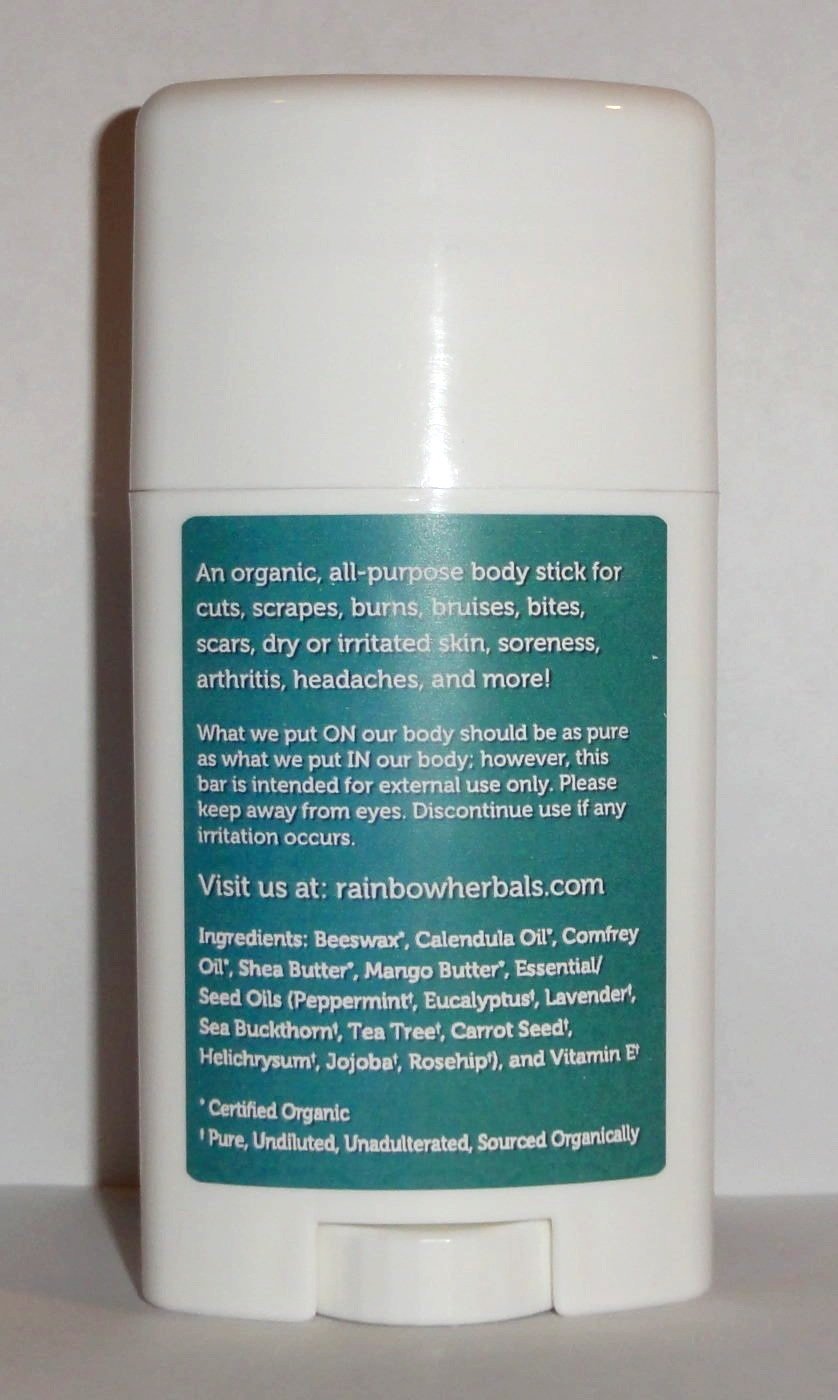 An organic, all-purpose body stick for
cuts, scrapes, burns, bruises, bites,
scars, dry or irritated skin, soreness,
arthritis, headaches, and more!
What we put ON our body should be as pure
as what we put IN our body; however, this
bar is intended for external use only. Please
keep away from eyes. Discontinue use if any
irritation occurs.
Visit us at: rainbowherbals.com
Ingredients: Beeswax*, Calendula Oil*, Comfrey
Oil*, Shea Butter*, Mango Butter*, Essential/
Seed Oils (Peppermint†, Eucalyptus†, Lavender†,
Sea Buckthorn†, Tea Tree†, Carrot Seed†,
Helichrysum†, Jojoba†, Rosehip†), and Vitamin E†
* Certified Organic
† Pure, Undiluted, Unadulterated, Sourced Organically